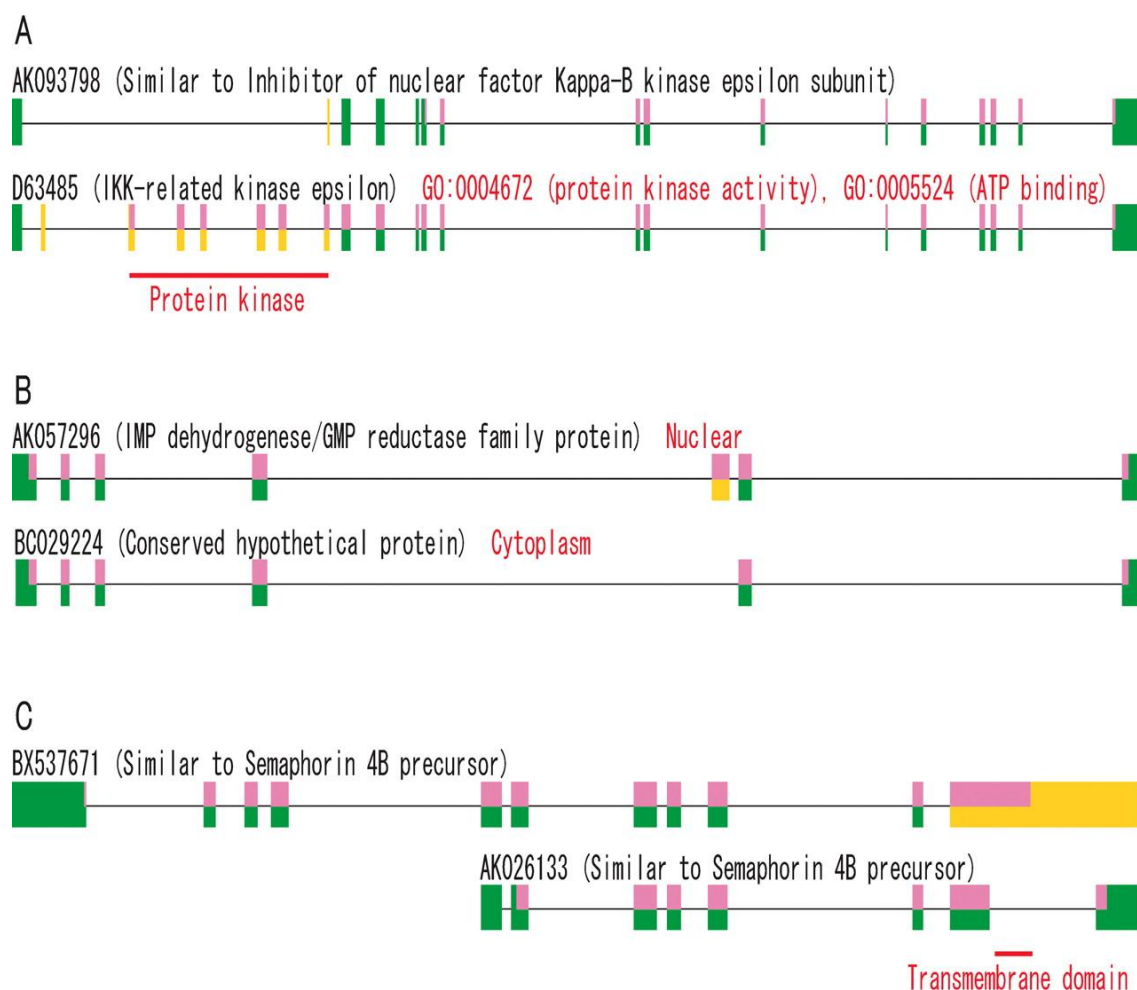 A
AK093798 (Similar to Inhibitor of nuclear factor Kappa-B kinase epsilon subunit)
D63485 (IKK-related kinase epsilon) GO:0004672 (protein kinase activity), GO:0005524 (ATP binding)
Protein kinase
B
AK057296 (IMP dehydrogenese/GMP reductase family protein) Nuclear
BC029224 (Conserved hypothetical protein) Cytoplasm
C
BX537671 (Similar to Semaphorin 4B precursor)
AK026133 (Similar to Semaphorin 4B precursor)
Transmembrane domain